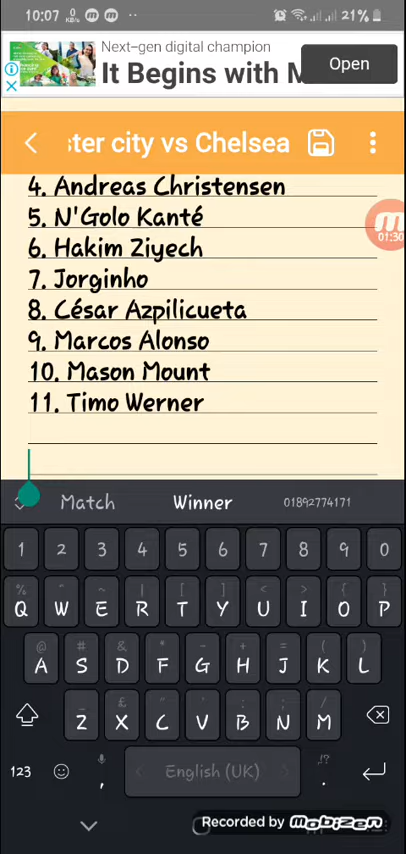 10:07 0 KB/s 21%
Next-gen digital champion
It Begins with M
Open
ster city vs Chelsea
4. Andreas Christensen
5. N'Golo Kanté
01:30
6. Hakim Ziyech
7. Jorginho
8. César Azpilicueta
9. Marcos Alonso
10. Mason Mount
11. Timo Werner
Match Winner 01892774171
1 2 3 4 5 6 7 8 9 0
Q W E R T Y U I O P
A S D F G H J K L
Z X C V B N M
123 , English (UK) .
Recorded by Mobizen